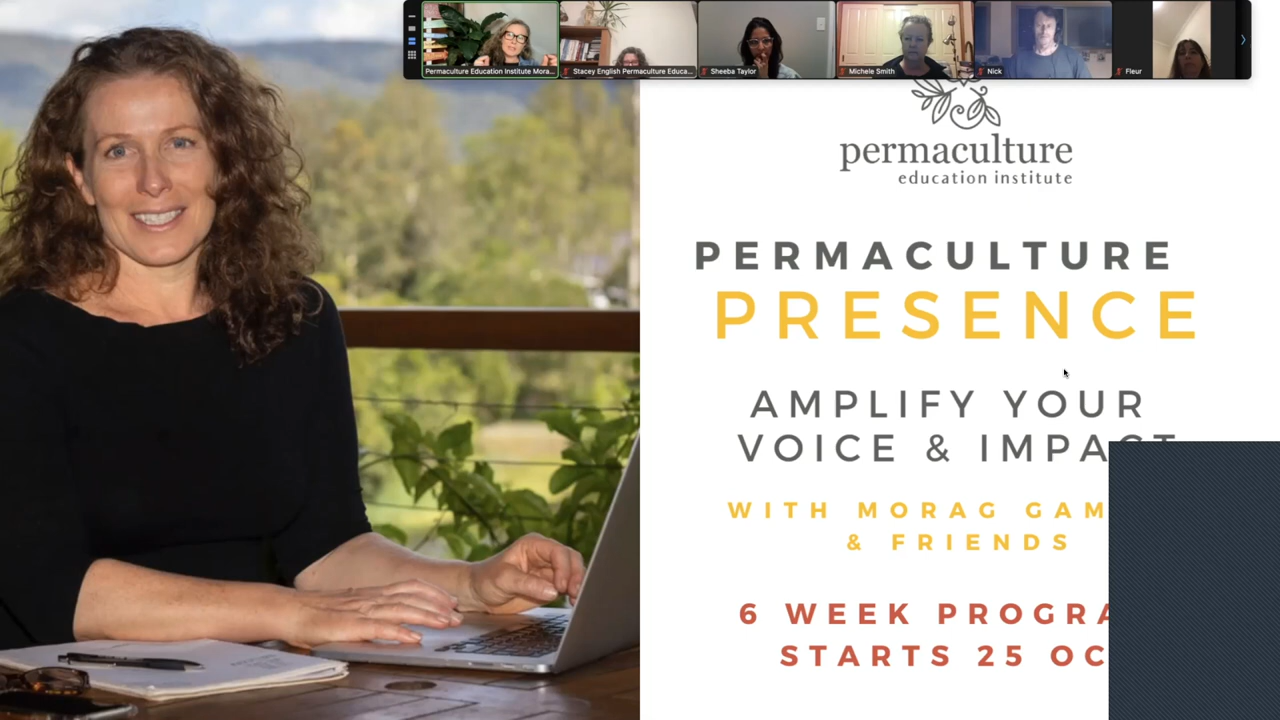 Permaculture Education Institute Mora...
Stacey English Permaculture Educa...
Sheeba Taylor
Michele Smith
Nick
Fleur
permaculture
education institute
PERMACULTURE
PRESENCE
AMPLIFY YOUR
VOICE & IMPACT
WITH MORAG GAM
& FRIENDS
6 WEEK PROGRA
STARTS 25 OC